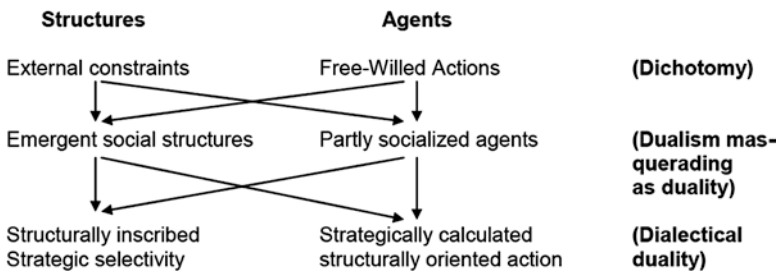 Structures Agents
External constraints Free-Willed Actions (Dichotomy)
Emergent social structures Partly socialized agents (Dualism mas-
querading
as duality)
Structurally inscribed Strategically calculated (Dialectical
Strategic selectivity structurally oriented action duality)